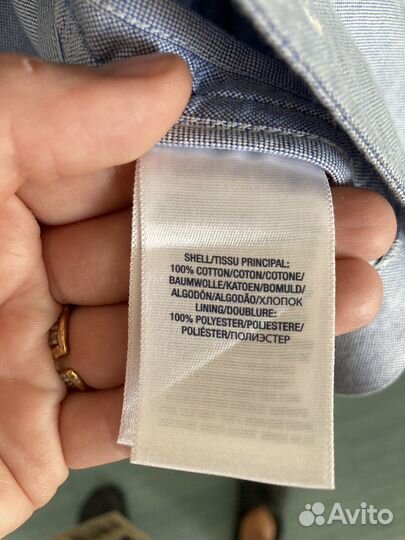 SHELL/TISSU PRINCIPAL:
100% COTTON/COTON/COTONE/
BAUMWOLLE/KATOEN/BOMULD/
ALGODÓN/ALGODÃO/ХЛОПОК
LINING/DOUBLURE:
100% POLYESTER/POLIESTERE/
POLIÉSTER/ПОЛИЭСТЕР
Avito